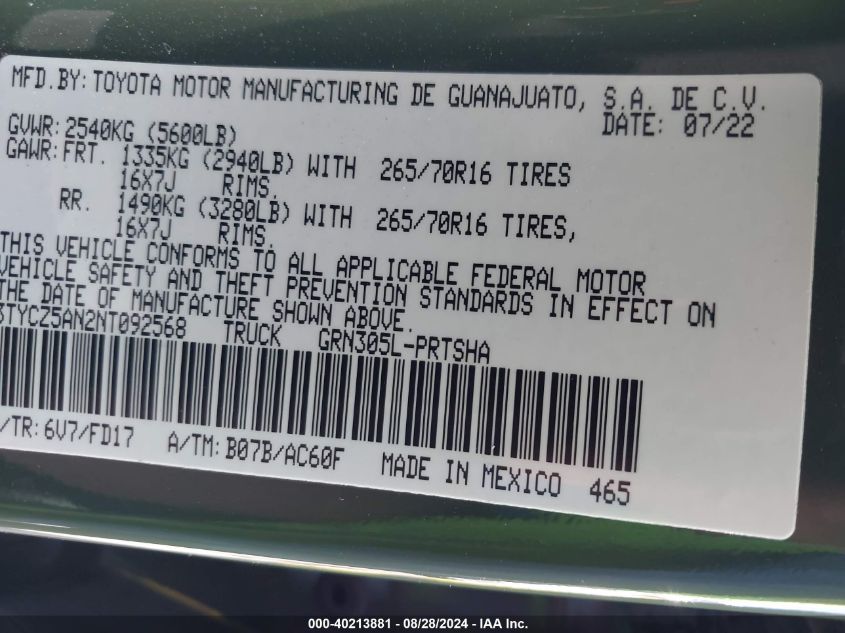 MFD.BY:TOYOTA MOTOR MANUFACTURING DE GUANAJUATO, S.A. DE C.V.
DATE: 07/22
GVWR:2540KG (5600LB)
GAWR:FRT. 1335KG (2940LB) WITH 265/70R16 TIRES
16X7J RIMS,
RR. 1490KG (3280LB) WITH 265/70R16 TIRES,
16X7J RIMS,
THIS VEHICLE CONFORMS TO ALL APPLICABLE FEDERAL MOTOR
VEHICLE SAFETY AND THEFT PREVENTION STANDARDS IN EFFECT ON
THE DATE OF MANUFACTURE SHOWN ABOVE.
3TYCZ5AN2NT092568 TRUCK GRN305L-PRTSHA
/TR:6V7/FD17 A/TM:B07B/AC60F MADE IN MEXICO 465
000-40213881 | 08/28/2024 - IAA Inc.